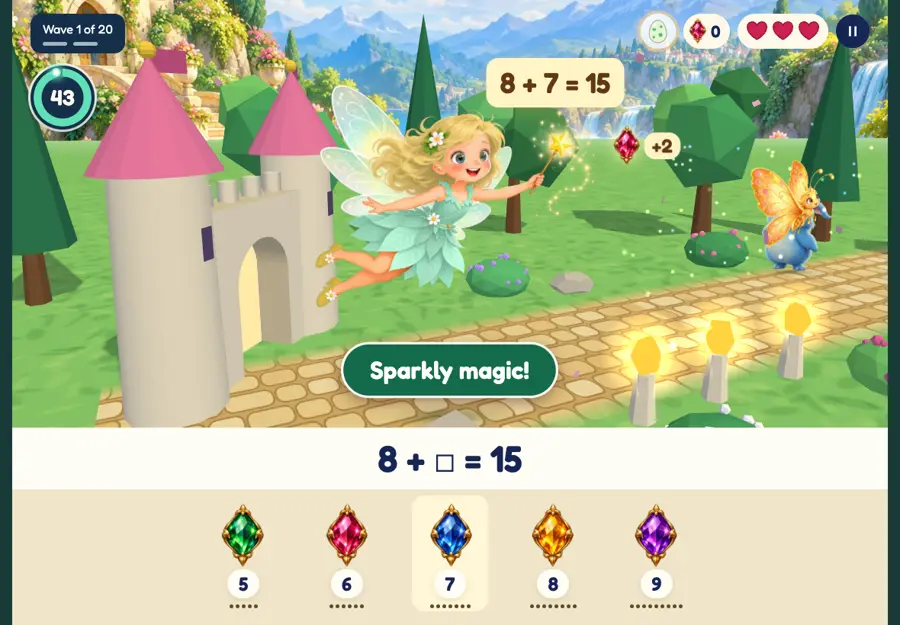 Wave 1 of 20
0
43
8 + 7 = 15
+2
Sparkly magic!
8 + □ = 15
5
6
7
8
9